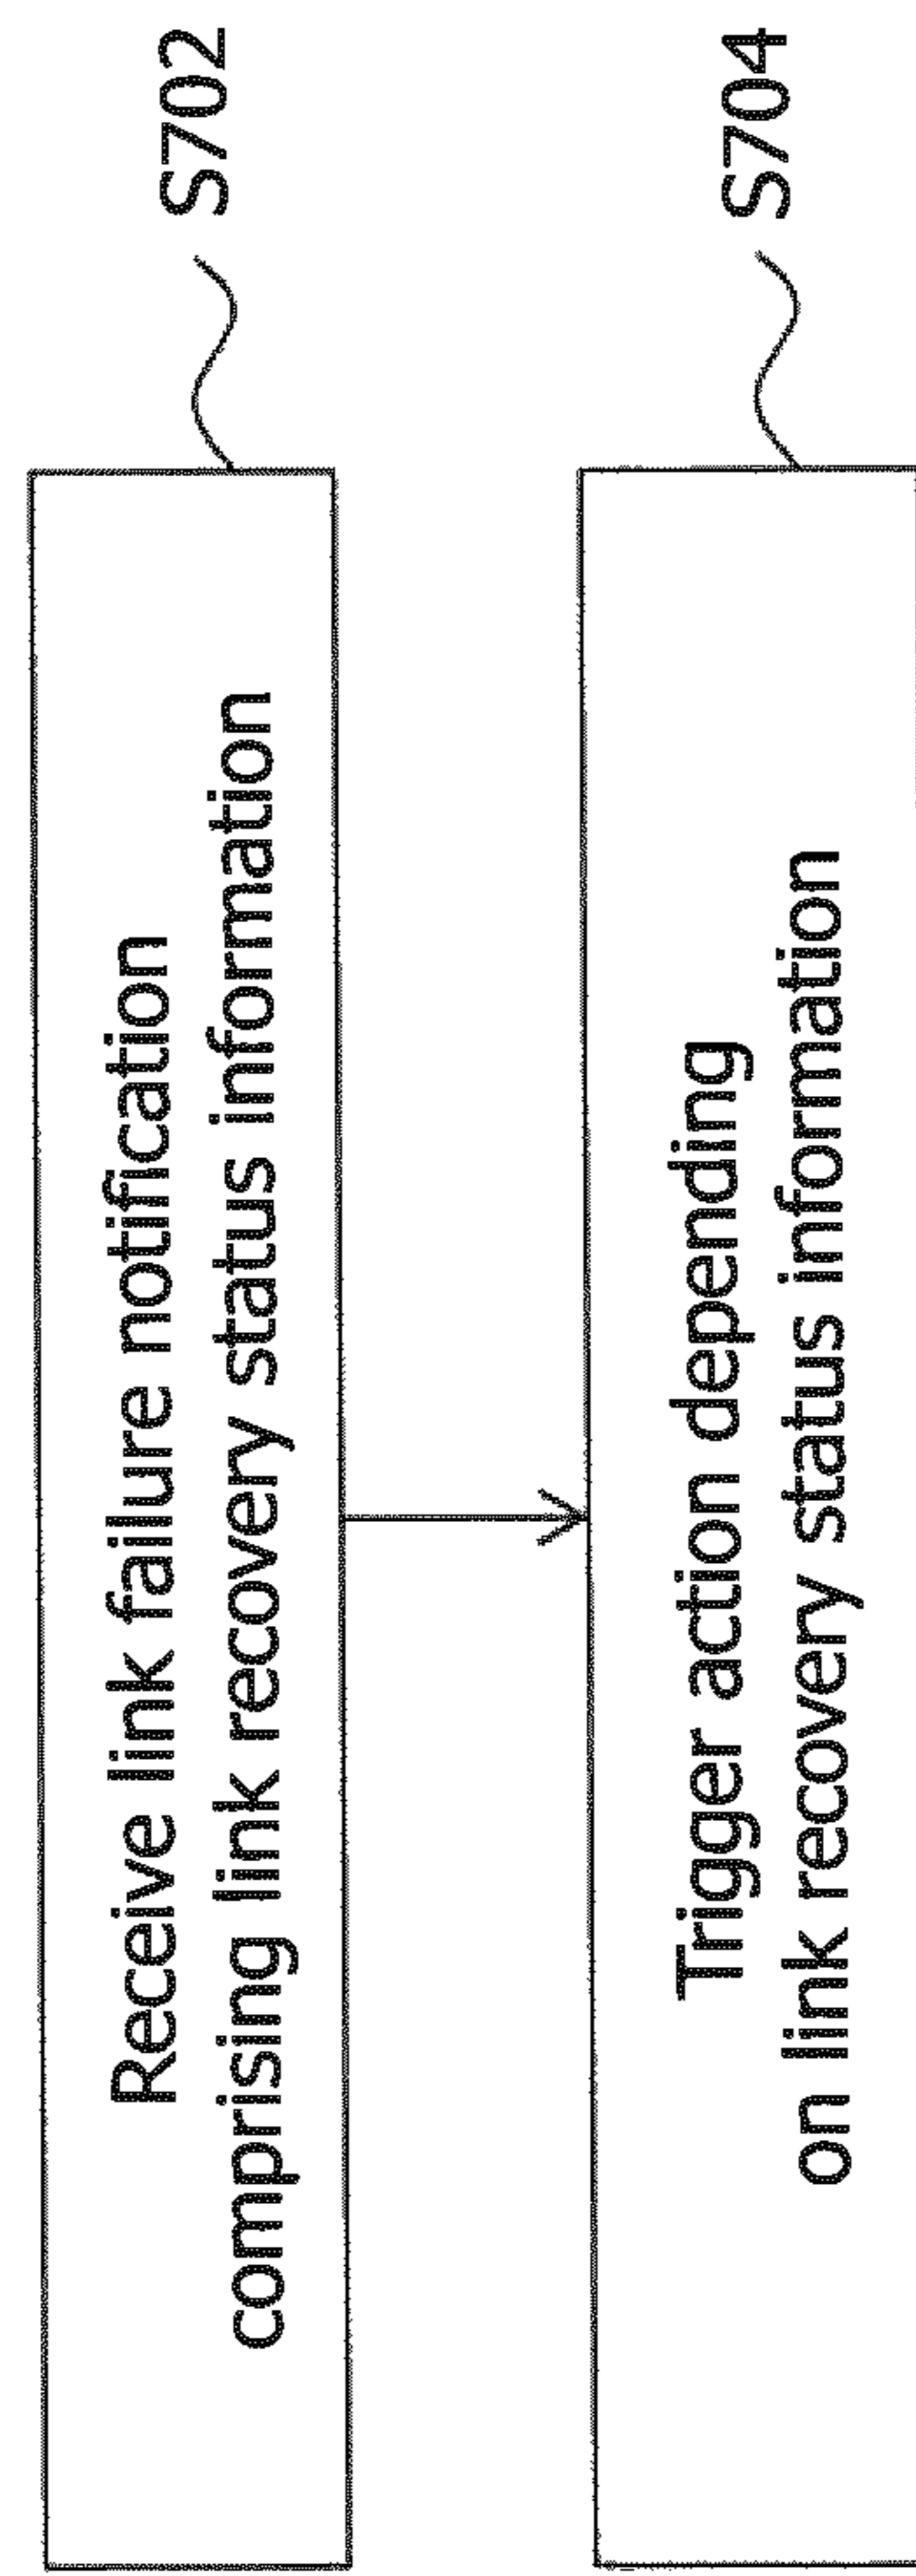 Receive link failure notification
comprising link recovery status information
S702
Trigger action depending
on link recovery status information
S704